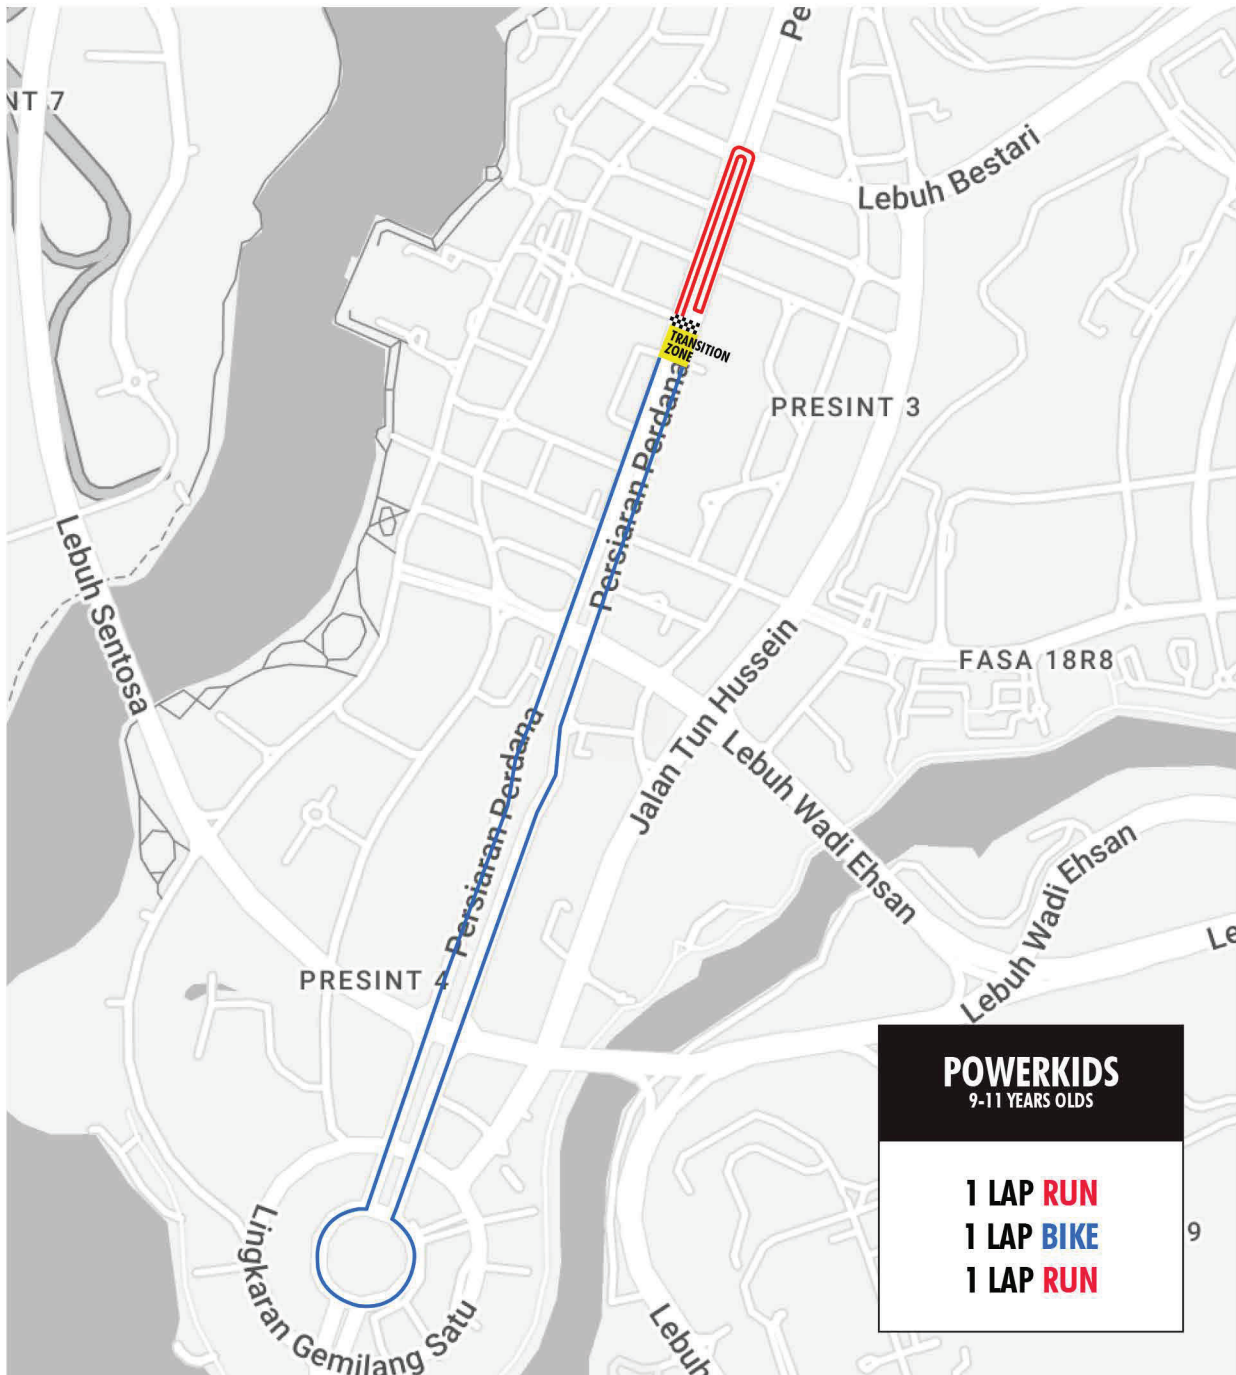 Pe
NT 7
Lebuh Bestari
TRANSITION
ZONE
PRESINT 3
Persiaran Perdana
Lebuh Sentosa
FASA 18R8
Jalan Tun Hussein
Persiaran Perdana
Lebuh Wadi Ehsan
Lebuh Wadi Ehsan
Le
PRESINT 4
POWERKIDS
9-11 YEARS OLDS
1 LAP RUN
1 LAP BIKE
1 LAP RUN
9
Lingkaran Gemilang Satu
Lebuh